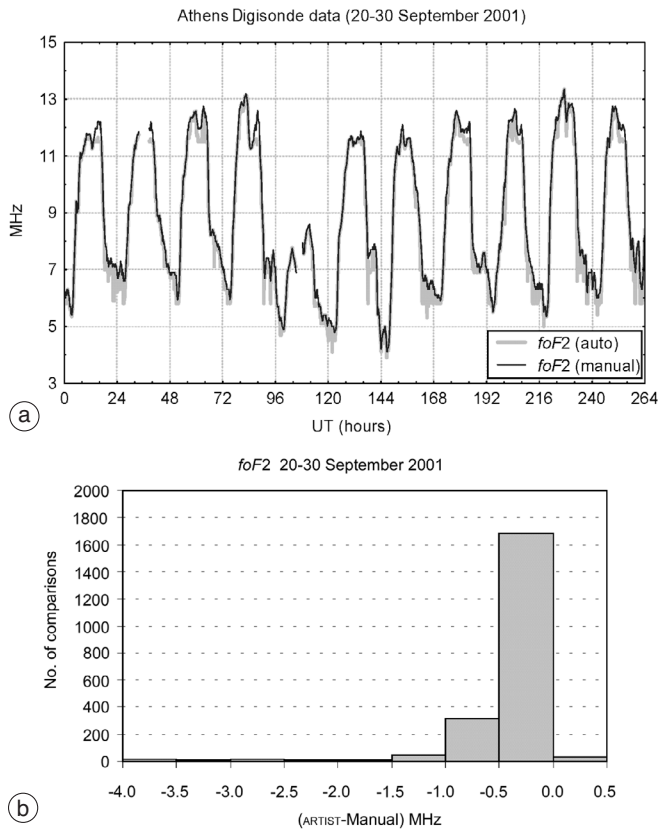 Athens Digisonde data (20-30 September 2001)
15
13
11
9
7
5
3
MHz
foF2 (auto)
foF2 (manual)
0 24 48 72 96 120 144 168 192 216 240 264
UT (hours)
a
foF2 20-30 September 2001
2000
1800
1600
1400
1200
1000
800
600
400
200
0
No. of comparisons
-4.0 -3.5 -3.0 -2.5 -2.0 -1.5 -1.0 -0.5 0.0 0.5
(ARTIST-Manual) MHz
b